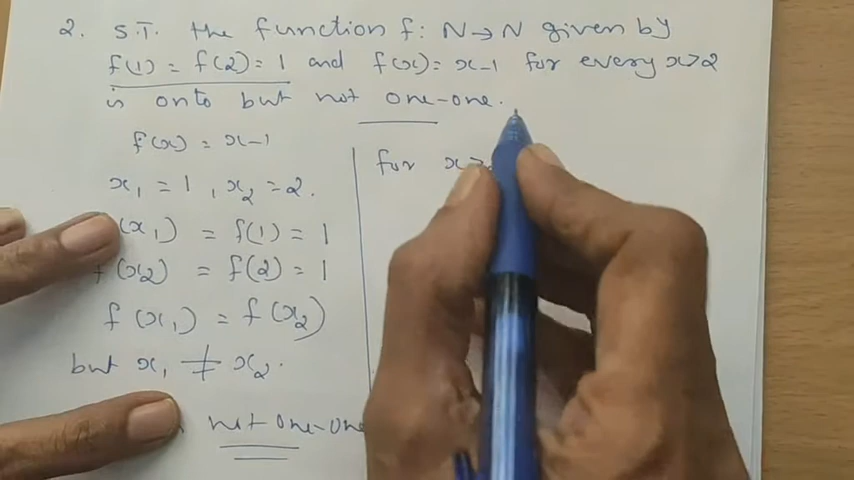 2. S.T. the function f: N→N given by
f(1) = f(2) = 1 and f(x) = x-1 for every x>2
is onto but not one-one.
f(x) = x-1
x₁ = 1, x₂ = 2.
(x₁) = f(1) = 1
(x₂) = f(2) = 1
f(x₁) = f(x₂)
but x₁ ≠ x₂.
not one-one
for x>